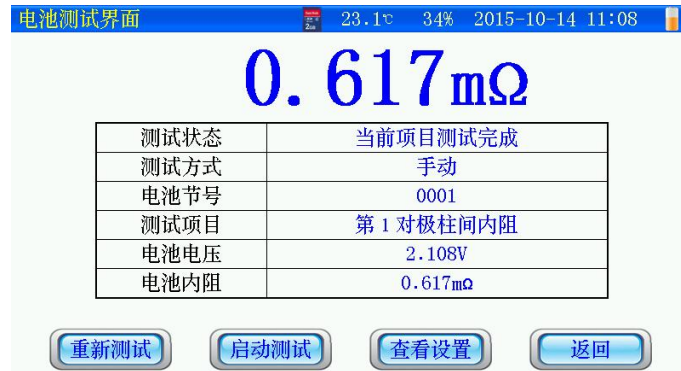 电池测试界面 23.1℃ 34% 2015-10-14 11:08
0.617mΩ
测试状态 当前项目测试完成
测试方式 手动
电池节号 0001
测试项目 第1对极柱间内阻
电池电压 2.108V
电池内阻 0.617mΩ
重新测试 启动测试 查看设置 返回